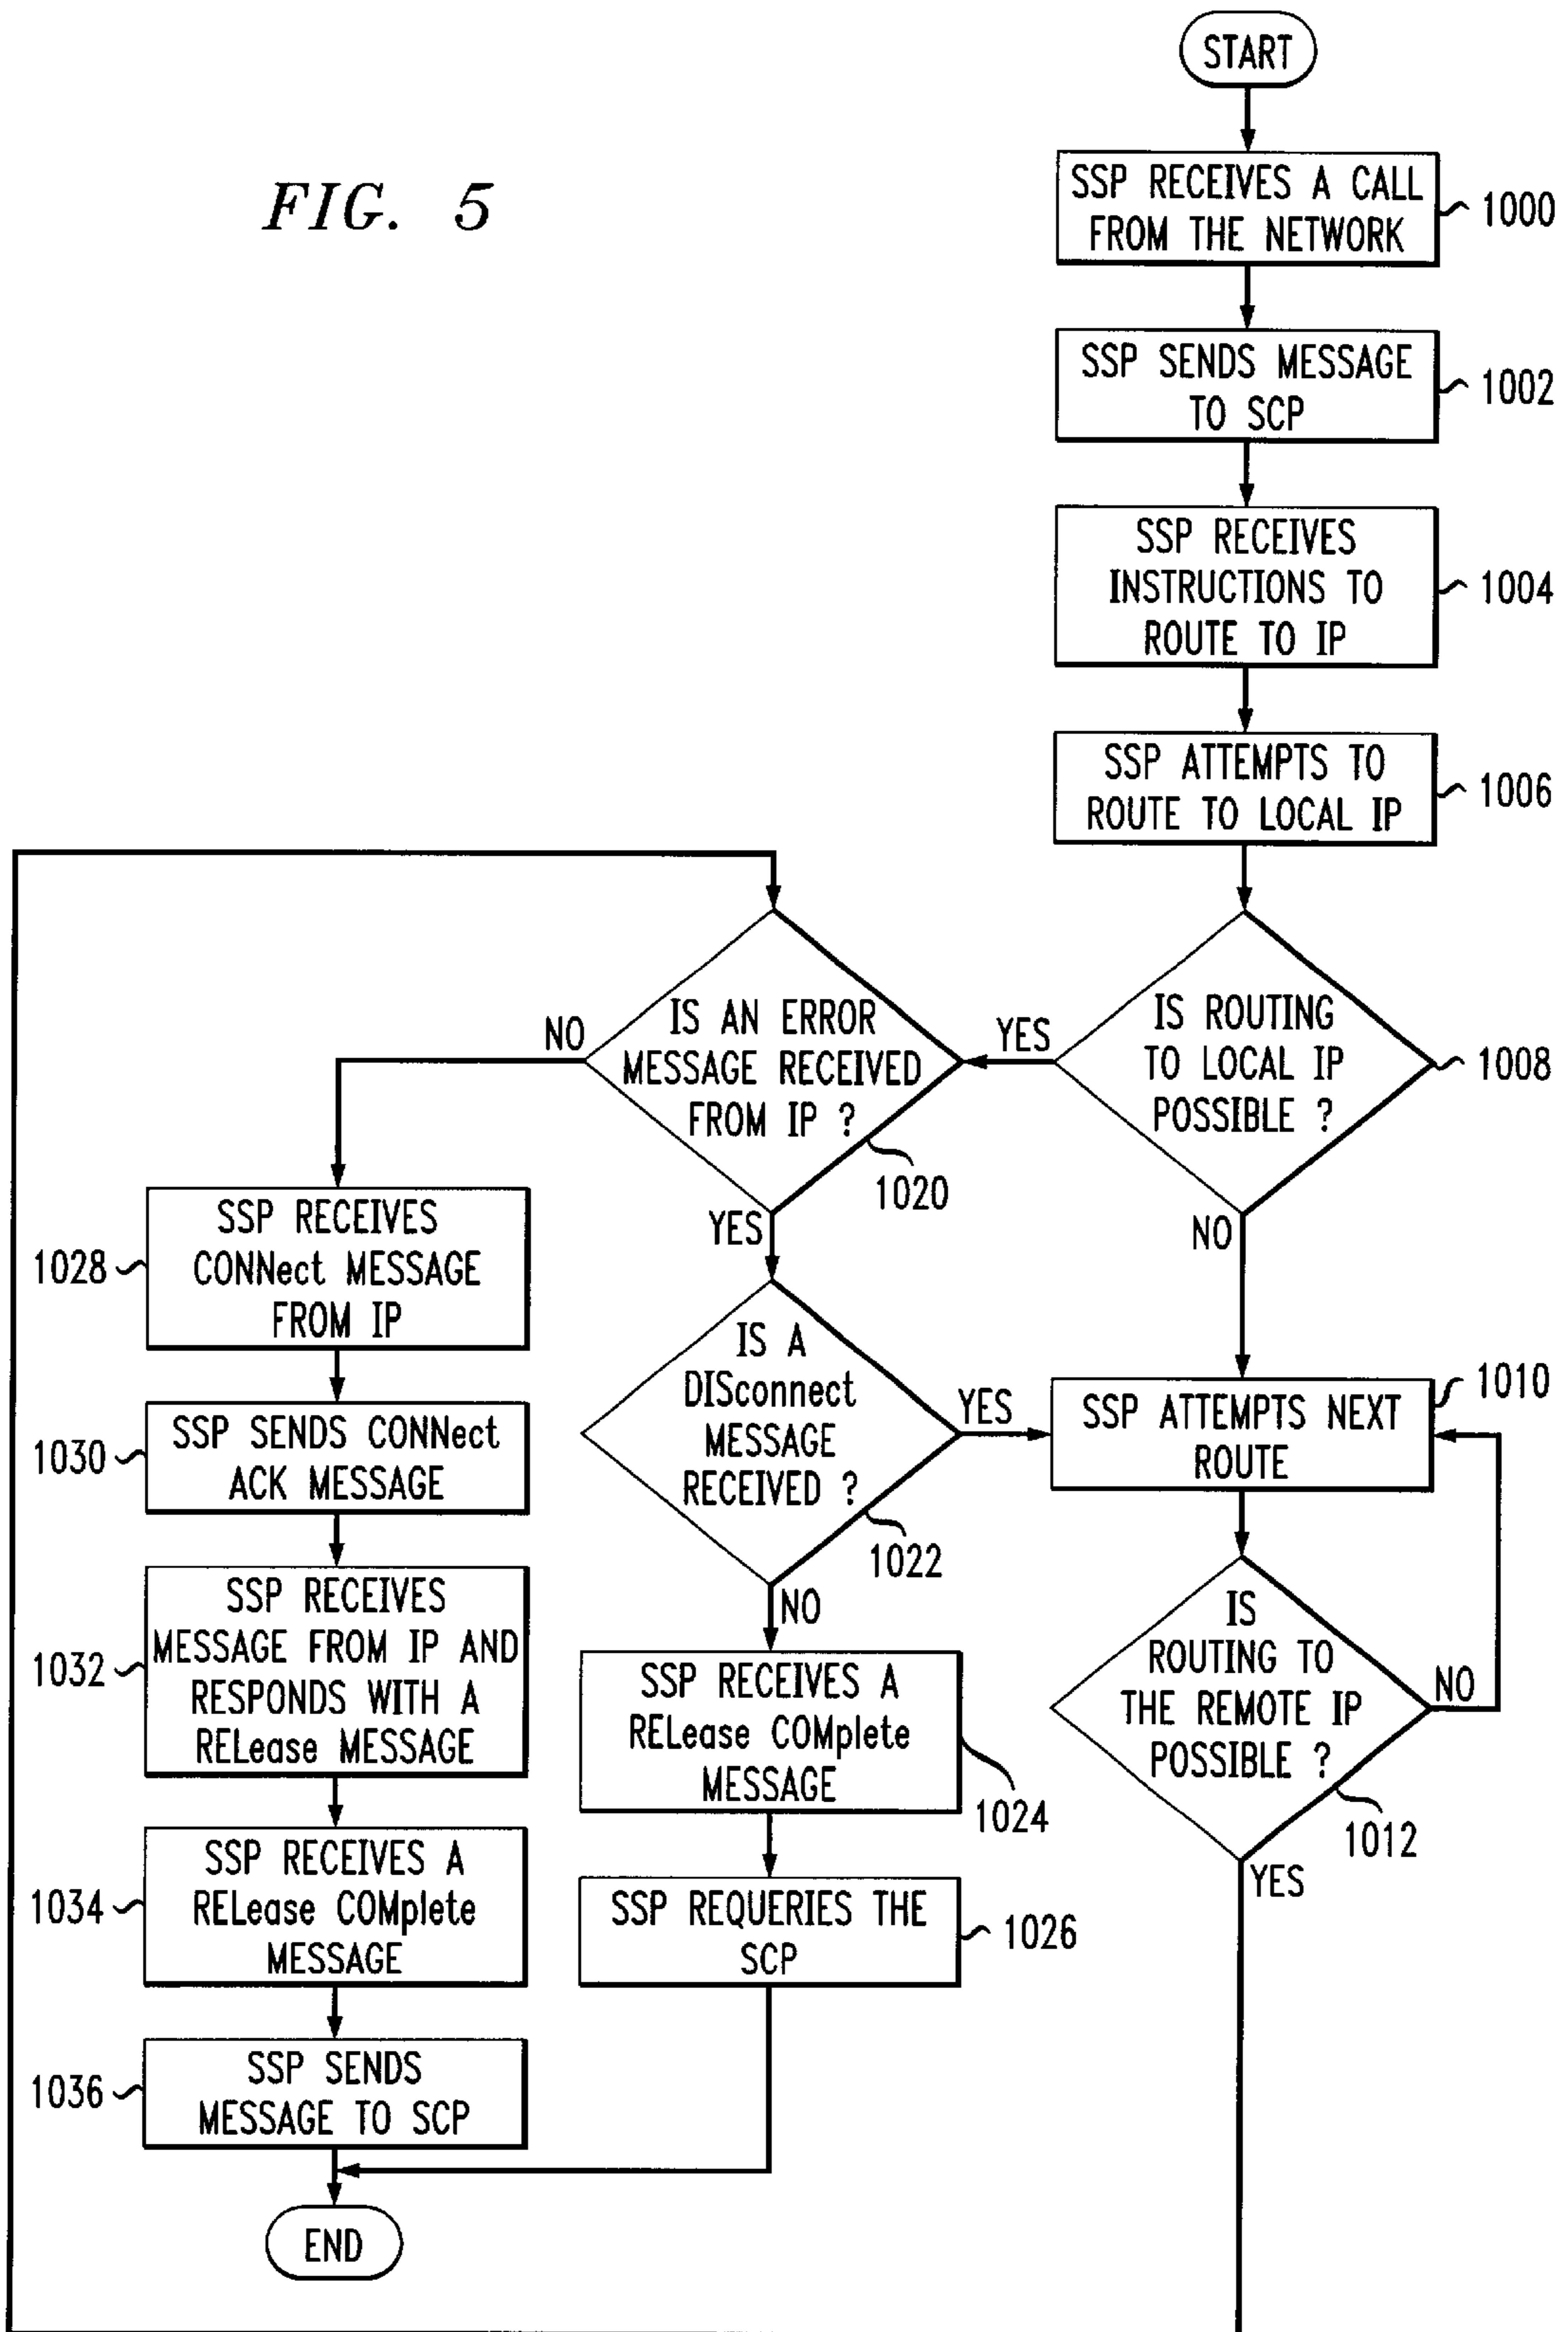 FIG. 5
START
SSP RECEIVES A CALL
FROM THE NETWORK
1000
SSP SENDS MESSAGE
TO SCP
1002
SSP RECEIVES
INSTRUCTIONS TO
ROUTE TO IP
1004
SSP ATTEMPTS TO
ROUTE TO LOCAL IP
1006
IS ROUTING
TO LOCAL IP
POSSIBLE ?
1008
YES
NO
IS AN ERROR
MESSAGE RECEIVED
FROM IP ?
1020
NO
YES
SSP RECEIVES
CONNect MESSAGE
FROM IP
1028
SSP SENDS CONNect
ACK MESSAGE
1030
SSP RECEIVES
MESSAGE FROM IP AND
RESPONDS WITH A
RELease MESSAGE
1032
SSP RECEIVES A
RELease COMplete
MESSAGE
1034
SSP SENDS
MESSAGE TO SCP
1036
END
IS A
DISconnect
MESSAGE
RECEIVED ?
1022
YES
NO
SSP RECEIVES A
RELease COMplete
MESSAGE
1024
SSP REQUERIES THE
SCP
1026
SSP ATTEMPTS NEXT
ROUTE
1010
IS
ROUTING TO
THE REMOTE IP
POSSIBLE ?
1012
NO
YES